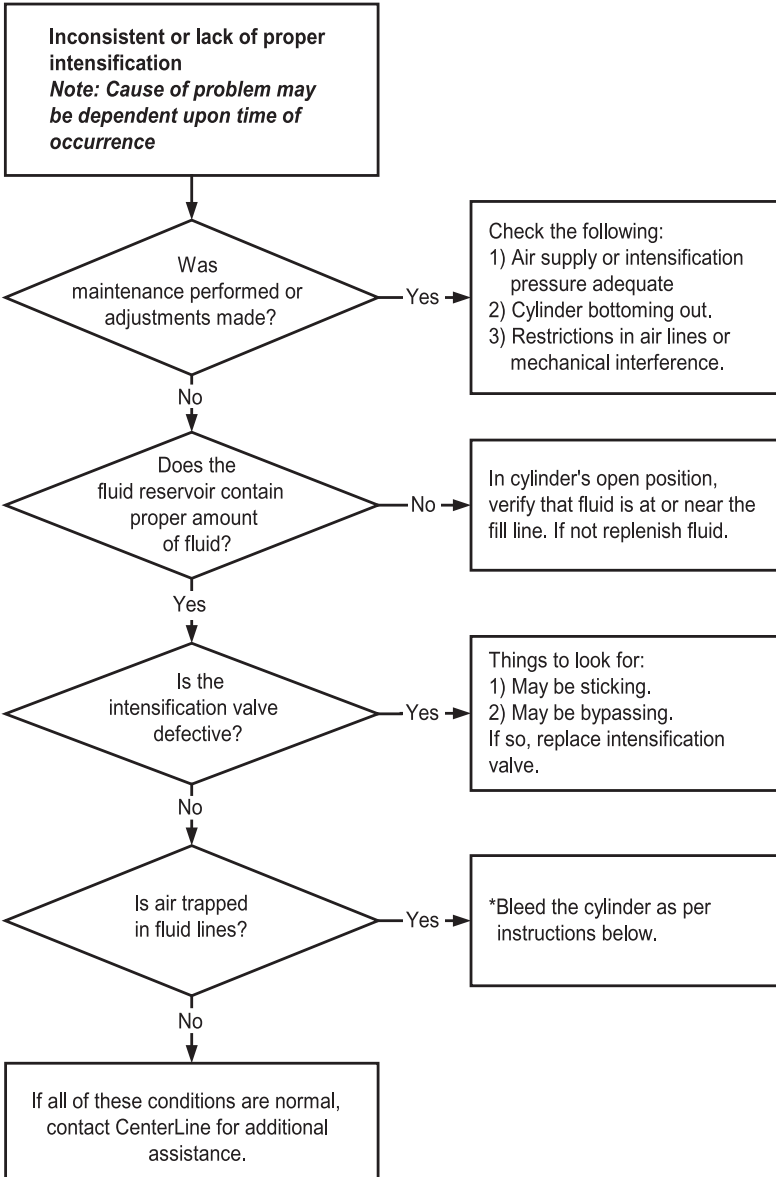 Inconsistent or lack of proper
intensification
Note: Cause of problem may
be dependent upon time of
occurrence
Was
maintenance performed or
adjustments made?
Yes
Check the following:
1) Air supply or intensification
pressure adequate
2) Cylinder bottoming out.
3) Restrictions in air lines or
mechanical interference.
No
Does the
fluid reservoir contain
proper amount
of fluid?
No
In cylinder's open position,
verify that fluid is at or near the
fill line. If not replenish fluid.
Yes
Is the
intensification valve
defective?
Yes
Things to look for:
1) May be sticking.
2) May be bypassing.
If so, replace intensification
valve.
No
Is air trapped
in fluid lines?
Yes
*Bleed the cylinder as per
instructions below.
No
If all of these conditions are normal,
contact CenterLine for additional
assistance.